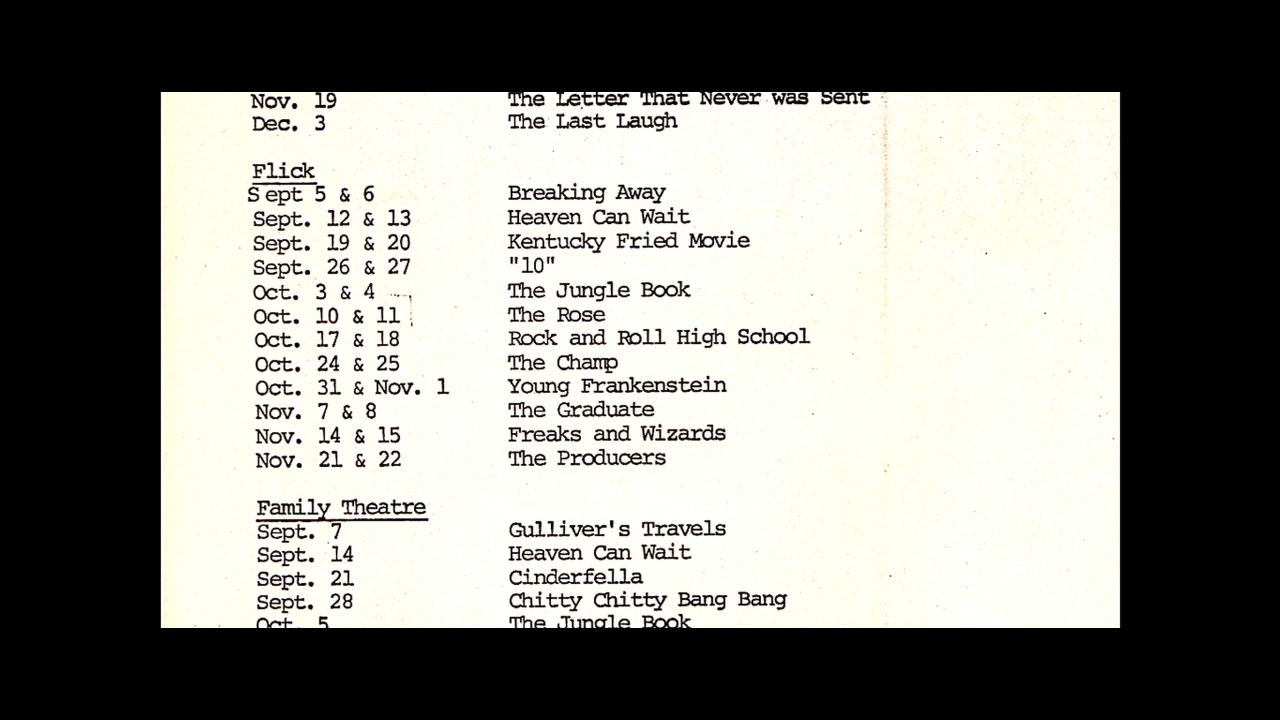 Nov. 19 The Letter That Never was Sent
Dec. 3 The Last Laugh
Flick
Sept 5 & 6 Breaking Away
Sept. 12 & 13 Heaven Can Wait
Sept. 19 & 20 Kentucky Fried Movie
Sept. 26 & 27 "10"
Oct. 3 & 4 The Jungle Book
Oct. 10 & 11 The Rose
Oct. 17 & 18 Rock and Roll High School
Oct. 24 & 25 The Champ
Oct. 31 & Nov. 1 Young Frankenstein
Nov. 7 & 8 The Graduate
Nov. 14 & 15 Freaks and Wizards
Nov. 21 & 22 The Producers
Family Theatre
Sept. 7 Gulliver's Travels
Sept. 14 Heaven Can Wait
Sept. 21 Cinderfella
Sept. 28 Chitty Chitty Bang Bang
Oct. 5 The Jungle Book